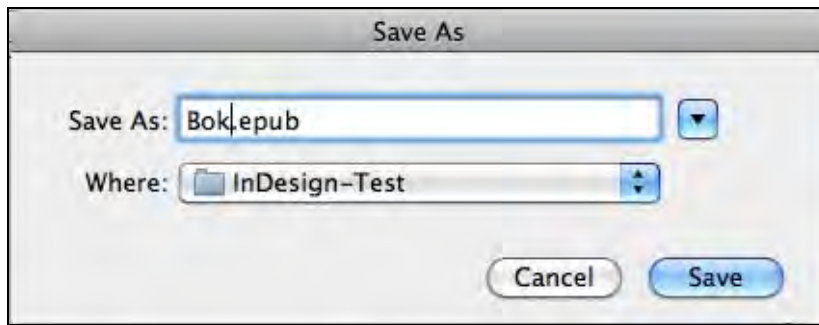 Save As
Save As: Bok.epub
Where: InDesign-Test
Cancel Save